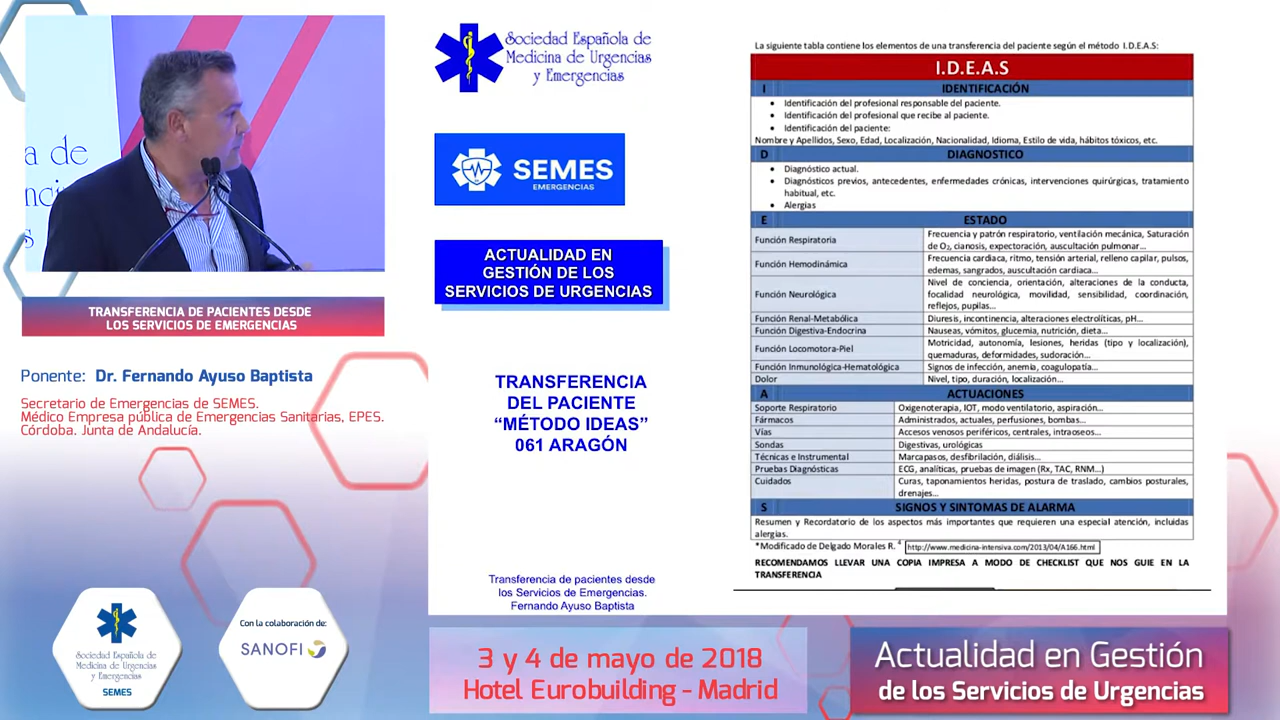 a de
Sociedad Española de
Medicina de Urgencias
y Emergencias
SEMES
EMERGENCIAS
ACTUALIDAD EN
GESTIÓN DE LOS
SERVICIOS DE URGENCIAS
TRANSFERENCIA DE PACIENTES DESDE
LOS SERVICIOS DE EMERGENCIAS
Ponente: Dr. Fernando Ayuso Baptista
Secretario de Emergencias de SEMES.
Médico Empresa pública de Emergencias Sanitarias, EPES.
Córdoba. Junta de Andalucía.
TRANSFERENCIA
DEL PACIENTE
“MÉTODO IDEAS”
061 ARAGÓN
Transferencia de pacientes desde
los Servicios de Emergencias.
Fernando Ayuso Baptista
La siguiente tabla contiene los elementos de una transferencia del paciente según el método I.D.E.A.S:
I.D.E.A.S
I IDENTIFICACIÓN
• Identificación del profesional responsable del paciente.
• Identificación del profesional que recibe al paciente.
• Identificación del paciente:
Nombre y Apellidos, Sexo, Edad, Localización, Nacionalidad, Idioma, Estilo de vida, hábitos tóxicos, etc.
D DIAGNOSTICO
• Diagnóstico actual.
• Diagnósticos previos, antecedentes, enfermedades crónicas, intervenciones quirúrgicas, tratamiento
habitual, etc.
• Alergias
E ESTADO
Función Respiratoria Frecuencia y patrón respiratorio, ventilación mecánica, Saturación
de O₂, cianosis, expectoración, auscultación pulmonar...
Función Hemodinámica Frecuencia cardiaca, ritmo, tensión arterial, relleno capilar, pulsos,
edemas, sangrados, auscultación cardiaca...
Función Neurológica Nivel de conciencia, orientación, alteraciones de la conducta,
focalidad neurológica, movilidad, sensibilidad, coordinación,
reflejos, pupilas...
Función Renal-Metabólica Diuresis, incontinencia, alteraciones electrolíticas, pH...
Función Digestiva-Endocrina Nauseas, vómitos, glucemia, nutrición, dieta...
Función Locomotora-Piel Motricidad, autonomía, lesiones, heridas (tipo y localización),
quemaduras, deformidades, sudoración...
Función Inmunológica-Hematológica Signos de infección, anemia, coagulopatía...
Dolor Nivel, tipo, duración, localización...
A ACTUACIONES
Soporte Respiratorio Oxigenoterapia, IOT, modo ventilatorio, aspiración...
Fármacos Administrados, actuales, perfusiones, bombas...
Vías Accesos venosos periféricos, centrales, intraoseos...
Sondas Digestivas, urológicas
Técnicas e Instrumental Marcapasos, desfibrilación, diálisis...
Pruebas Diagnósticas ECG, analíticas, pruebas de imagen (Rx, TAC, RNM...)
Cuidados Curas, taponamientos heridas, postura de traslado, cambios posturales,
drenajes...
S SIGNOS Y SINTOMAS DE ALARMA
Resumen y Recordatorio de los aspectos más importantes que requieren una especial atención, incluidas
alergias.
*Modificado de Delgado Morales R. ⁴ http://www.medicina-intensiva.com/2013/04/A166.html
RECOMENDAMOS LLEVAR UNA COPIA IMPRESA A MODO DE CHECKLIST QUE NOS GUIE EN LA
TRANSFERENCIA
Sociedad Española de
Medicina de Urgencias
y Emergencias
SEMES
Con la colaboración de:
SANOFI
3 y 4 de mayo de 2018
Hotel Eurobuilding - Madrid
Actualidad en Gestión
de los Servicios de Urgencias